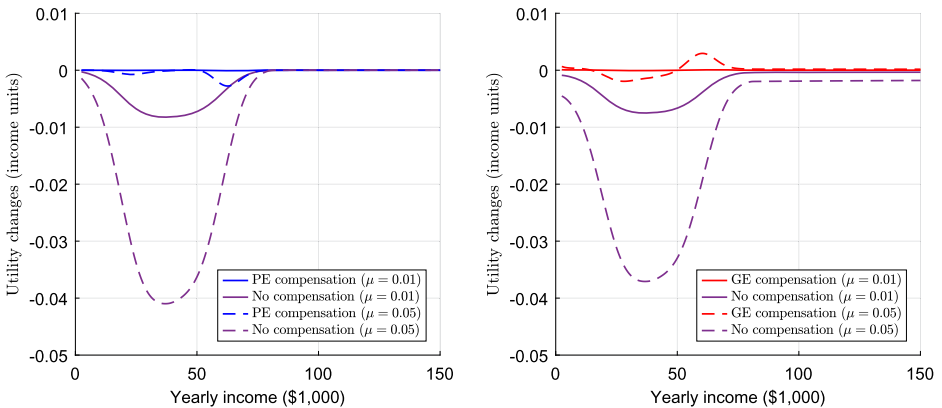 0.01
0
-0.01
-0.02
-0.03
-0.04
-0.05
Utility changes (income units)
0
50
100
150
Yearly income ($1,000)
PE compensation (μ = 0.01)
No compensation (μ = 0.01)
PE compensation (μ = 0.05)
No compensation (μ = 0.05)
0.01
0
-0.01
-0.02
-0.03
-0.04
-0.05
Utility changes (income units)
0
50
100
150
Yearly income ($1,000)
GE compensation (μ = 0.01)
No compensation (μ = 0.01)
GE compensation (μ = 0.05)
No compensation (μ = 0.05)